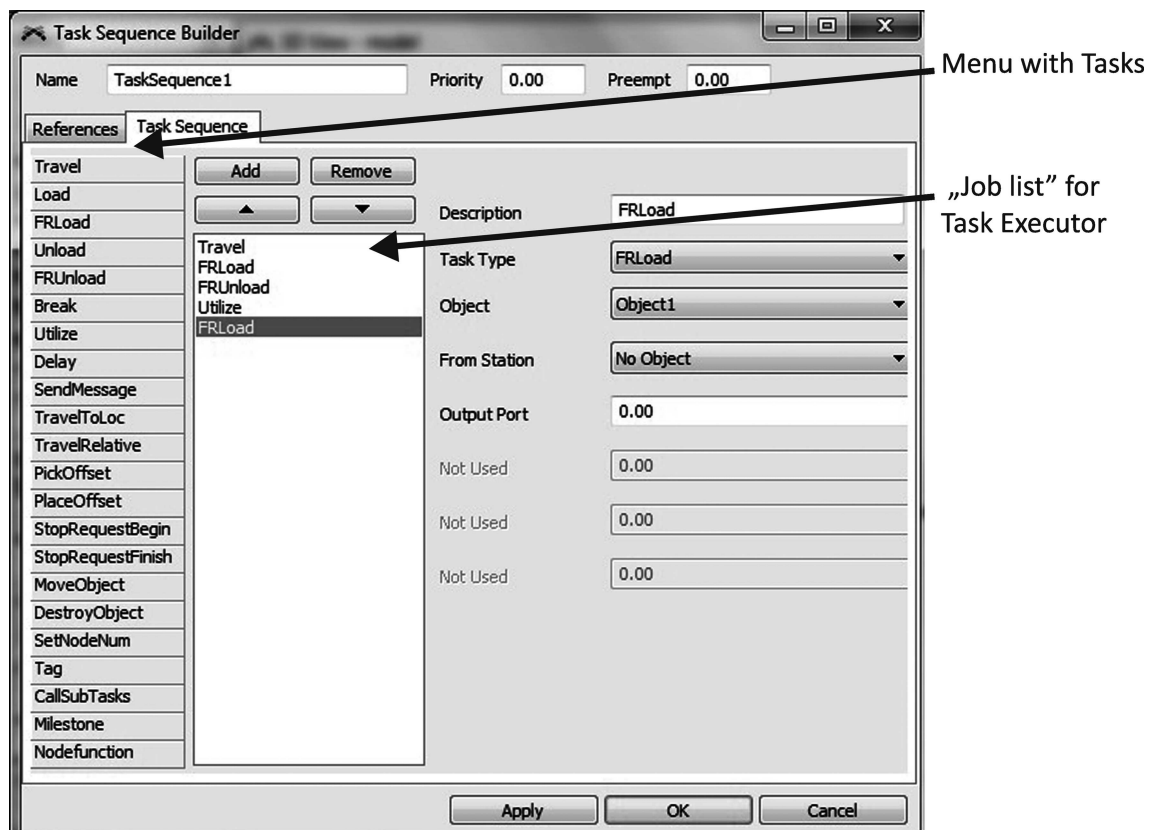 Task Sequence Builder
Name TaskSequence1 Priority 0.00 Preempt 0.00
Menu with Tasks
References Task Sequence
Travel
Load
FRLoad
Unload
FRUnload
Break
Utilize
Delay
SendMessage
TravelToLoc
TravelRelative
PickOffset
PlaceOffset
StopRequestBegin
StopRequestFinish
MoveObject
DestroyObject
SetNodeNum
Tag
CallSubTasks
Milestone
Nodefunction
Add Remove
Travel
FRLoad
FRUnload
Utilize
FRLoad
„Job list” for
Task Executor
Description FRLoad
Task Type FRLoad
Object Object1
From Station No Object
Output Port 0.00
Not Used 0.00
Not Used 0.00
Not Used 0.00
Apply OK Cancel